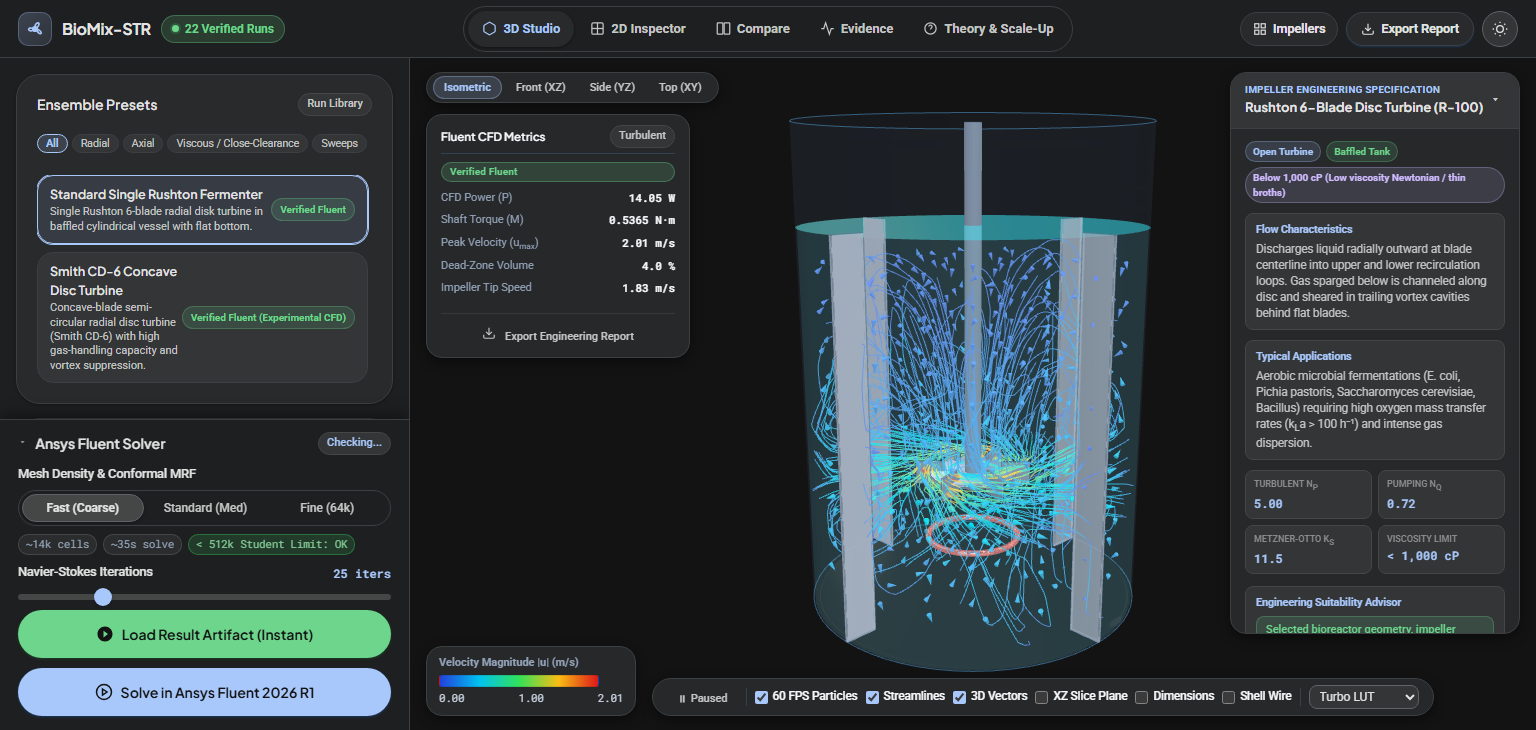 BioMix-STR
22 Verified Runs
3D Studio
2D Inspector
Compare
Evidence
Theory & Scale-Up
Impellers
Export Report
Ensemble Presets
Run Library
All
Radial
Axial
Viscous / Close-Clearance
Sweeps
Standard Single Rushton Fermenter
Single Rushton 6-blade radial disk turbine in
baffled cylindrical vessel with flat bottom.
Verified Fluent
Smith CD-6 Concave
Disc Turbine
Concave-blade semi-
circular radial disc turbine
(Smith CD-6) with high
gas-handling capacity and
vortex suppression.
Verified Fluent (Experimental CFD)
Ansys Fluent Solver
Checking...
Mesh Density & Conformal MRF
Fast (Coarse)
Standard (Med)
Fine (64k)
~14k cells
~35s solve
< 512k Student Limit: OK
Navier-Stokes Iterations
25 iters
Load Result Artifact (Instant)
Solve in Ansys Fluent 2026 R1
Isometric
Front (XZ)
Side (YZ)
Top (XY)
Fluent CFD Metrics
Turbulent
Verified Fluent
CFD Power (P) 14.05 W
Shaft Torque (M) 0.5365 N·m
Peak Velocity (umax) 2.01 m/s
Dead-Zone Volume 4.0 %
Impeller Tip Speed 1.83 m/s
Export Engineering Report
Velocity Magnitude |u| (m/s)
0.00 1.00 2.01
Paused
60 FPS Particles
Streamlines
3D Vectors
XZ Slice Plane
Dimensions
Shell Wire
Turbo LUT
IMPELLER ENGINEERING SPECIFICATION
Rushton 6-Blade Disc Turbine (R-100)
Open Turbine
Baffled Tank
Below 1,000 cP (Low viscosity Newtonian / thin
broths)
Flow Characteristics
Discharges liquid radially outward at blade
centerline into upper and lower recirculation
loops. Gas sparged below is channeled along
disc and sheared in trailing vortex cavities
behind flat blades.
Typical Applications
Aerobic microbial fermentations (E. coli,
Pichia pastoris, Saccharomyces cerevisiae,
Bacillus) requiring high oxygen mass transfer
rates (kLa > 100 h⁻¹) and intense gas
dispersion.
TURBULENT NP
5.00
PUMPING NQ
0.72
METZNER-OTTO KS
11.5
VISCOSITY LIMIT
< 1,000 cP
Engineering Suitability Advisor
Selected bioreactor geometry, impeller